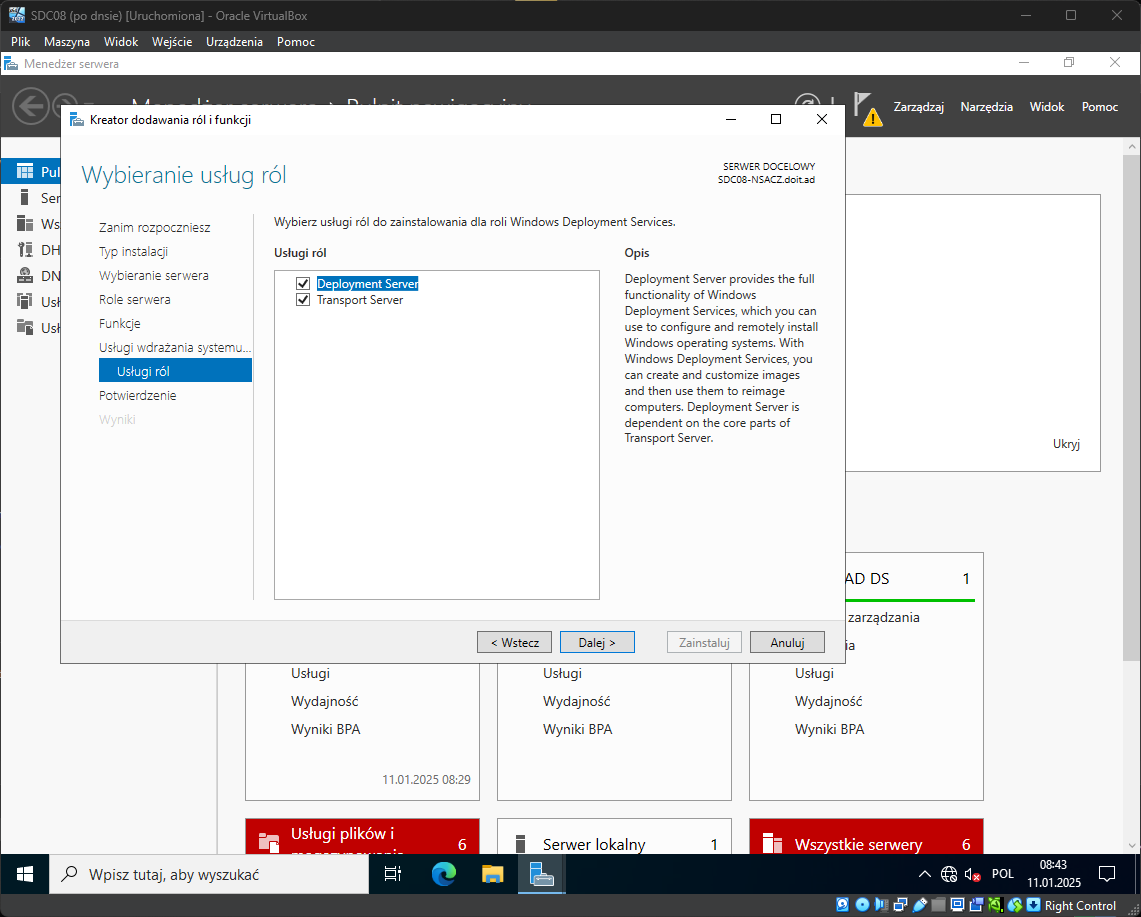 SDC08 (po dnsie) [Uruchomiona] - Oracle VirtualBox
Plik Maszyna Widok Wejście Urządzenia Pomoc
Menedżer serwera
Zarządzaj Narzędzia Widok Pomoc
Kreator dodawania ról i funkcji
Wybieranie usług ról
SERWER DOCELOWY
SDC08-NSACZ.doit.ad
Zanim rozpoczniesz
Typ instalacji
Wybieranie serwera
Role serwera
Funkcje
Usługi wdrażania systemu...
Usługi ról
Potwierdzenie
Wyniki
Wybierz usługi ról do zainstalowania dla roli Windows Deployment Services.
Usługi ról
Deployment Server
Transport Server
Opis
Deployment Server provides the full
functionality of Windows
Deployment Services, which you can
use to configure and remotely install
Windows operating systems. With
Windows Deployment Services, you
can create and customize images
and then use them to reimage
computers. Deployment Server is
dependent on the core parts of
Transport Server.
< Wstecz Dalej > Zainstaluj Anuluj
Pul
Ser
Ws
DH
DN
Usł
Usł
Ukryj
AD DS 1
zarządzania
ia
Usługi
Wydajność
Wyniki BPA
11.01.2025 08:29
Usługi
Wydajność
Wyniki BPA
Usługi
Wydajność
Wyniki BPA
Usługi plików i
6
Serwer lokalny 1
Wszystkie serwery 6
Wpisz tutaj, aby wyszukać
POL
08:43
11.01.2025
Right Control